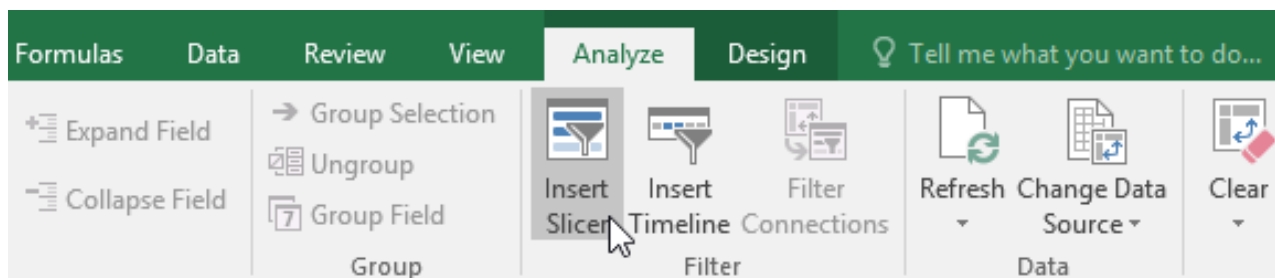 Formulas Data Review View Analyze Design Tell me what you want to do...
Expand Field
Collapse Field
Group Selection
Ungroup
7 Group Field
Group
Insert
Slicer
Insert
Timeline
Filter
Connections
Filter
Refresh
Change Data
Source
Data
Clear